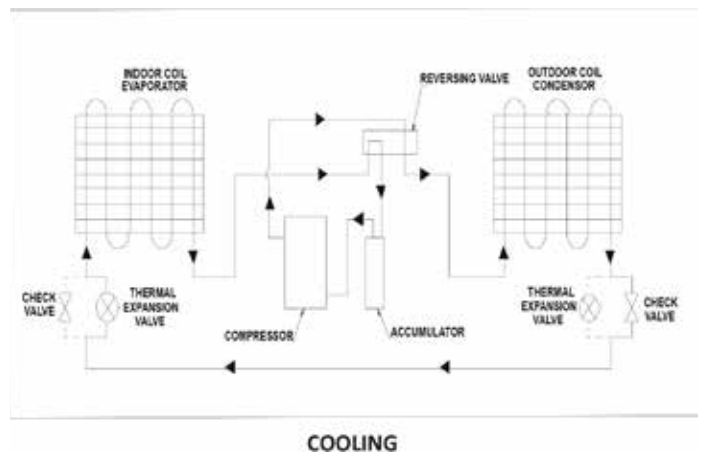 INDOOR COIL
EVAPORATOR
REVERSING VALVE
OUTDOOR COIL
CONDENSOR
CHECK
VALVE
THERMAL
EXPANSION
VALVE
COMPRESSOR
ACCUMULATOR
THERMAL
EXPANSION
VALVE
CHECK
VALVE
COOLING